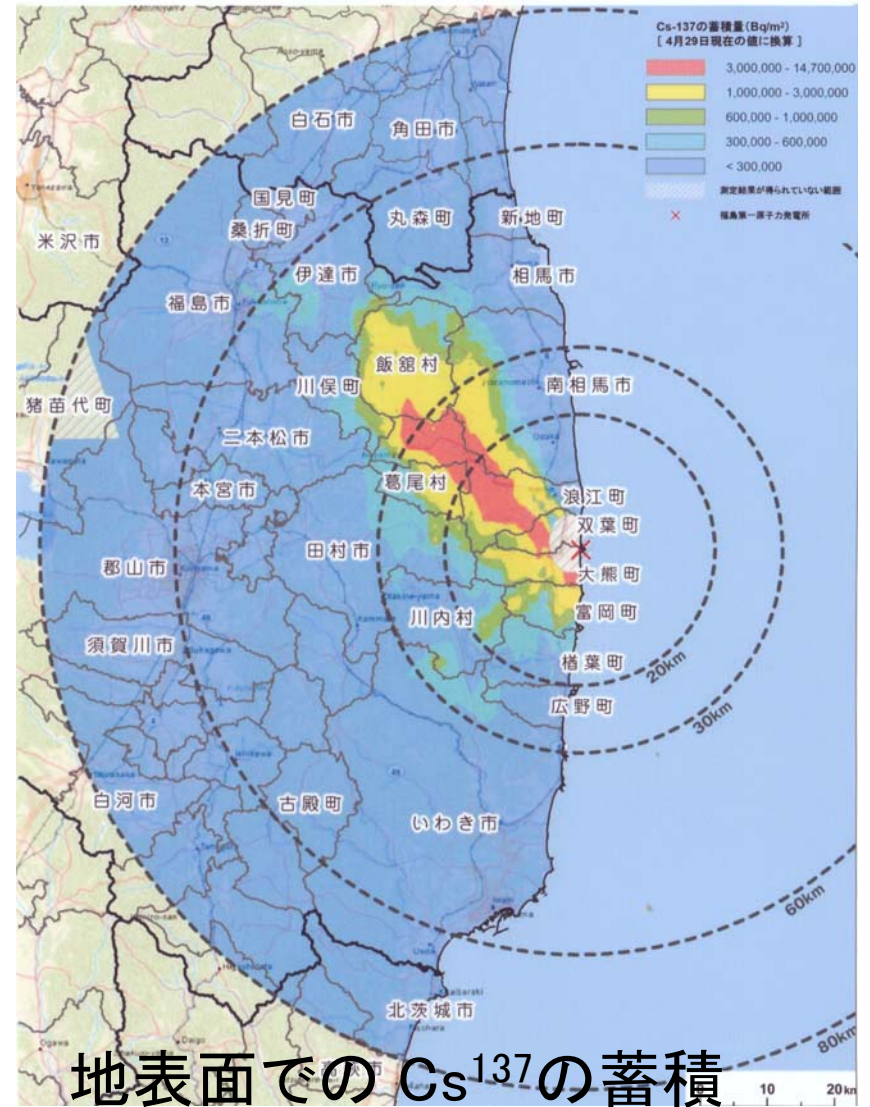 Cs-137の蓄積量(Bq/m²)
[ 4月29日現在の値に換算 ]
3,000,000 - 14,700,000
1,000,000 - 3,000,000
600,000 - 1,000,000
300,000 - 600,000
< 300,000
測定結果が得られていない範囲
福島第一原子力発電所
白石市
角田市
国見町
丸森町
新地町
桑折町
米沢市
伊達市
相馬市
福島市
飯舘村
川俣町
南相馬市
猪苗代町
二本松市
葛尾村
本宮市
浪江町
双葉町
田村市
郡山市
大熊町
川内村
富岡町
須賀川市
楢葉町
20km
広野町
30km
白河市
古殿町
いわき市
60km
北茨城市
80km
地表面での Cs¹³⁷の蓄積
10
20km